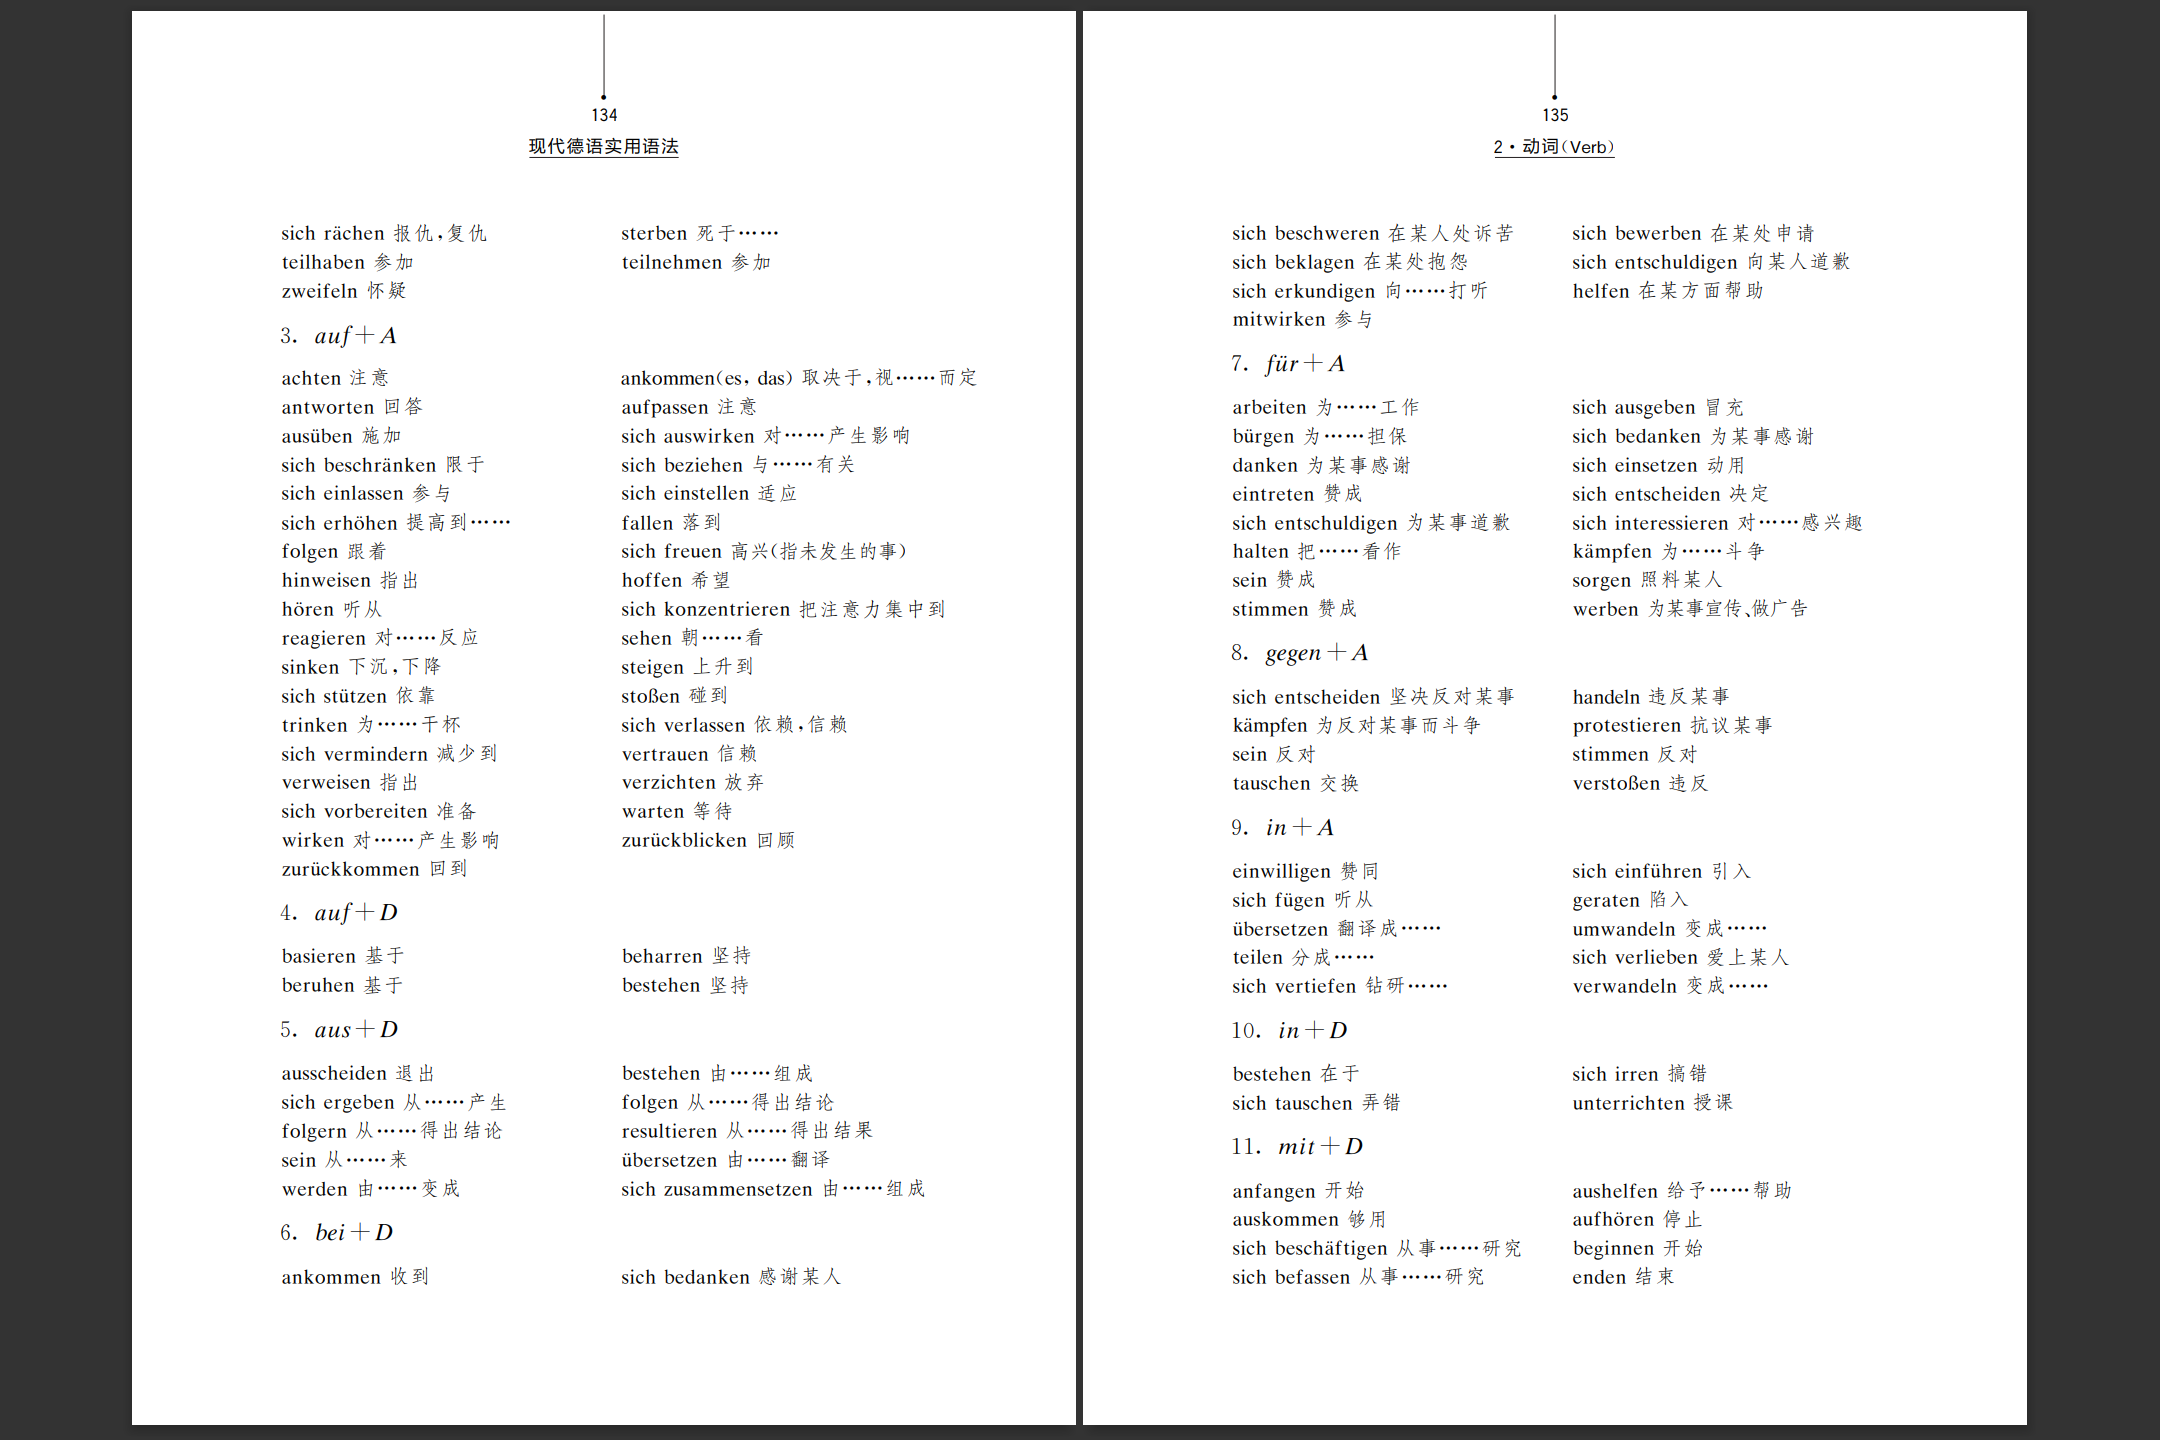 134
现代德语实用语法
sich rächen 报仇,复仇 sterben 死于……
teilhaben 参加 teilnehmen 参加
zweifeln 怀疑
3. auf+A
achten 注意 ankommen(es, das) 取决于,视……而定
antworten 回答 aufpassen 注意
ausüben 施加 sich auswirken 对……产生影响
sich beschränken 限于 sich beziehen 与……有关
sich einlassen 参与 sich einstellen 适应
sich erhöhen 提高到…… fallen 落到
folgen 跟着 sich freuen 高兴(指未发生的事)
hinweisen 指出 hoffen 希望
hören 听从 sich konzentrieren 把注意力集中到
reagieren 对……反应 sehen 朝……看
sinken 下沉,下降 steigen 上升到
sich stützen 依靠 stoßen 碰到
trinken 为……干杯 sich verlassen 依赖,信赖
sich vermindern 减少到 vertrauen 信赖
verweisen 指出 verzichten 放弃
sich vorbereiten 准备 warten 等待
wirken 对……产生影响 zurückblicken 回顾
zurückkommen 回到
4. auf+D
basieren 基于 beharren 坚持
beruhen 基于 bestehen 坚持
5. aus+D
ausscheiden 退出 bestehen 由……组成
sich ergeben 从……产生 folgen 从……得出结论
folgern 从……得出结论 resultieren 从……得出结果
sein 从……来 übersetzen 由……翻译
werden 由……变成 sich zusammensetzen 由……组成
6. bei+D
ankommen 收到 sich bedanken 感谢某人
135
2·动词(Verb)
sich beschweren 在某人处诉苦 sich bewerben 在某处申请
sich beklagen 在某处抱怨 sich entschuldigen 向某人道歉
sich erkundigen 向……打听 helfen 在某方面帮助
mitwirken 参与
7. für+A
arbeiten 为……工作 sich ausgeben 冒充
bürgen 为……担保 sich bedanken 为某事感谢
danken 为某事感谢 sich einsetzen 动用
eintreten 赞成 sich entscheiden 决定
sich entschuldigen 为某事道歉 sich interessieren 对……感兴趣
halten 把……看作 kämpfen 为……斗争
sein 赞成 sorgen 照料某人
stimmen 赞成 werben 为某事宣传、做广告
8. gegen+A
sich entscheiden 坚决反对某事 handeln 违反某事
kämpfen 为反对某事而斗争 protestieren 抗议某事
sein 反对 stimmen 反对
tauschen 交换 verstoßen 违反
9. in+A
einwilligen 赞同 sich einführen 引入
sich fügen 听从 geraten 陷入
übersetzen 翻译成…… umwandeln 变成……
teilen 分成…… sich verlieben 爱上某人
sich vertiefen 钻研…… verwandeln 变成……
10. in+D
bestehen 在于 sich irren 搞错
sich tauschen 弄错 unterrichten 授课
11. mit+D
anfangen 开始 aushelfen 给予……帮助
auskommen 够用 aufhören 停止
sich beschäftigen 从事……研究 beginnen 开始
sich befassen 从事……研究 enden 结束